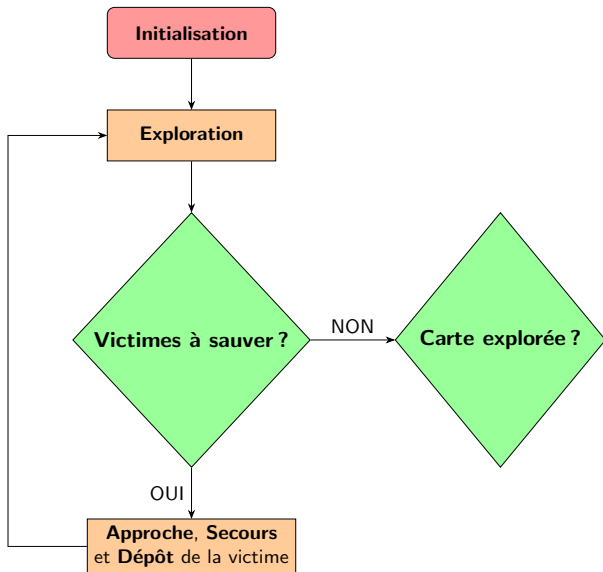 Initialisation
Exploration
Victimes à sauver ?
NON
Carte explorée ?
OUI
Approche, Secours
et Dépôt de la victime